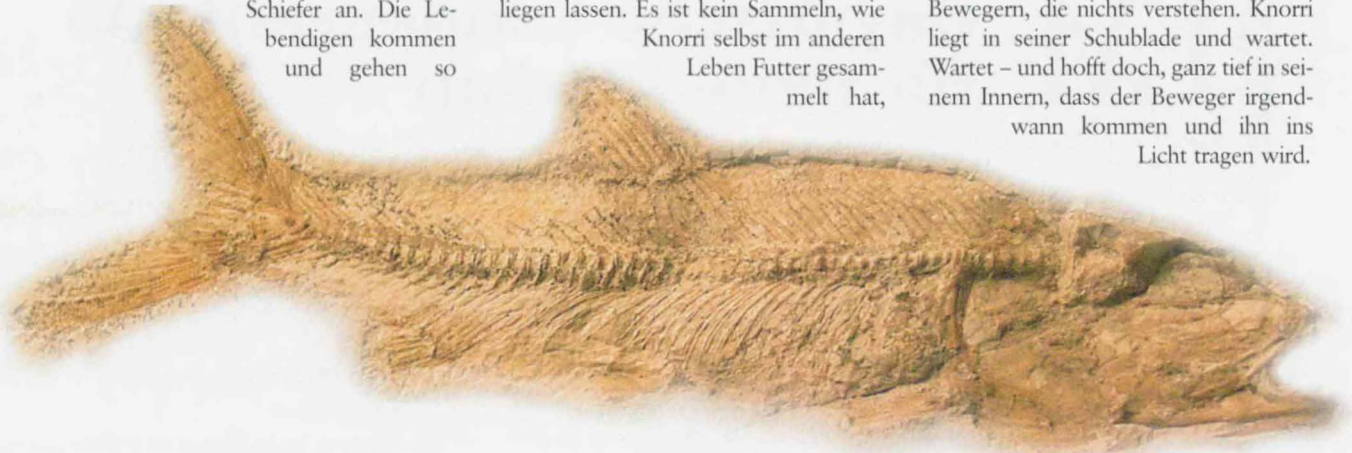 Schiefer an. Die Le-
bendigen kommen
und gehen so
liegen lassen. Es ist kein Sammeln, wie
Knorri selbst im anderen
Leben Futter gesam-
melt hat,
Bewegern, die nichts verstehen. Knorri
liegt in seiner Schublade und wartet.
Wartet – und hofft doch, ganz tief in sei-
nem Innern, dass der Beweger irgend-
wann kommen und ihn ins
Licht tragen wird.